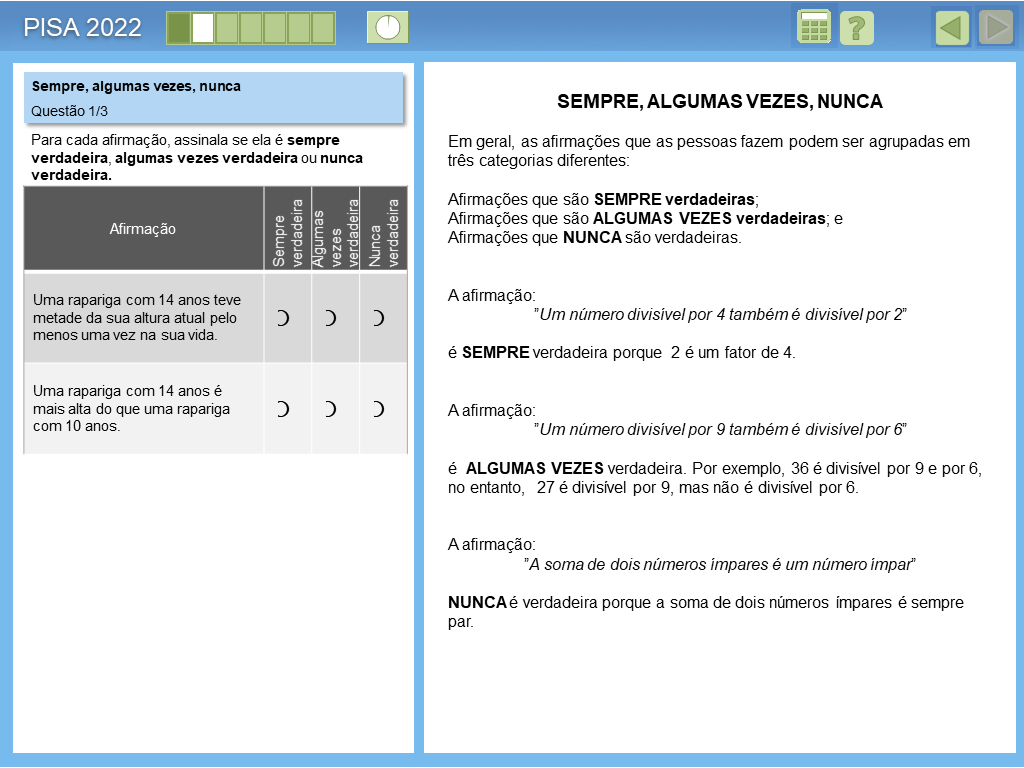 PISA 2022
?
Sempre, algumas vezes, nunca
Questão 1/3
Para cada afirmação, assinala se ela é sempre
verdadeira, algumas vezes verdadeira ou nunca
verdadeira.
Afirmação
Sempre
verdadeira
Algumas
vezes
verdadeira
Nunca
verdadeira
Uma rapariga com 14 anos teve
metade da sua altura atual pelo
menos uma vez na sua vida.
Uma rapariga com 14 anos é
mais alta do que uma rapariga
com 10 anos.
SEMPRE, ALGUMAS VEZES, NUNCA
Em geral, as afirmações que as pessoas fazem podem ser agrupadas em
três categorias diferentes:
Afirmações que são SEMPRE verdadeiras;
Afirmações que são ALGUMAS VEZES verdadeiras; e
Afirmações que NUNCA são verdadeiras.
A afirmação:
"Um número divisível por 4 também é divisível por 2"
é SEMPRE verdadeira porque 2 é um fator de 4.
A afirmação:
"Um número divisível por 9 também é divisível por 6"
é ALGUMAS VEZES verdadeira. Por exemplo, 36 é divisível por 9 e por 6,
no entanto, 27 é divisível por 9, mas não é divisível por 6.
A afirmação:
"A soma de dois números ímpares é um número ímpar"
NUNCA é verdadeira porque a soma de dois números ímpares é sempre
par.